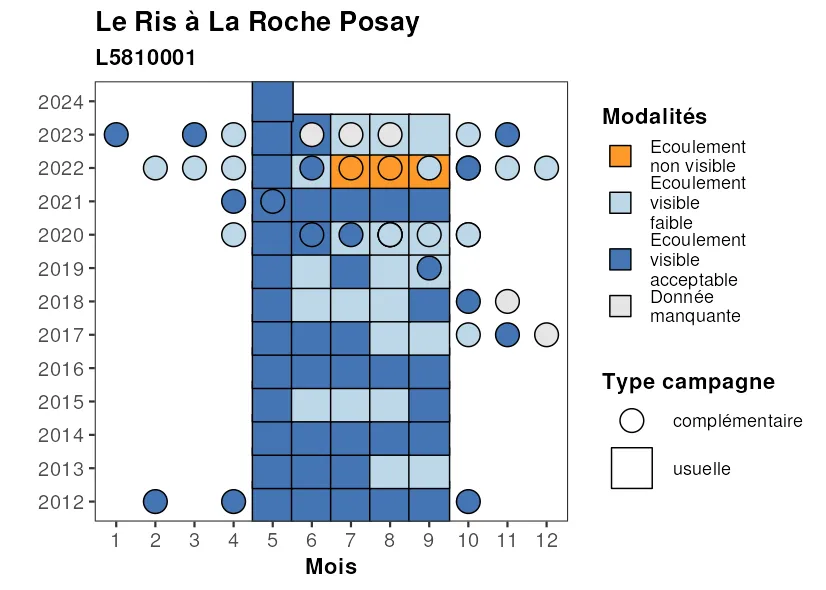 Le Ris à La Roche Posay
L5810001
2024
2023
2022
2021
2020
2019
2018
2017
2016
2015
2014
2013
2012
1 2 3 4 5 6 7 8 9 10 11 12
Mois
Modalités
Ecoulement
non visible
Ecoulement
visible
faible
Ecoulement
visible
acceptable
Donnée
manquante
Type campagne
complémentaire
usuelle